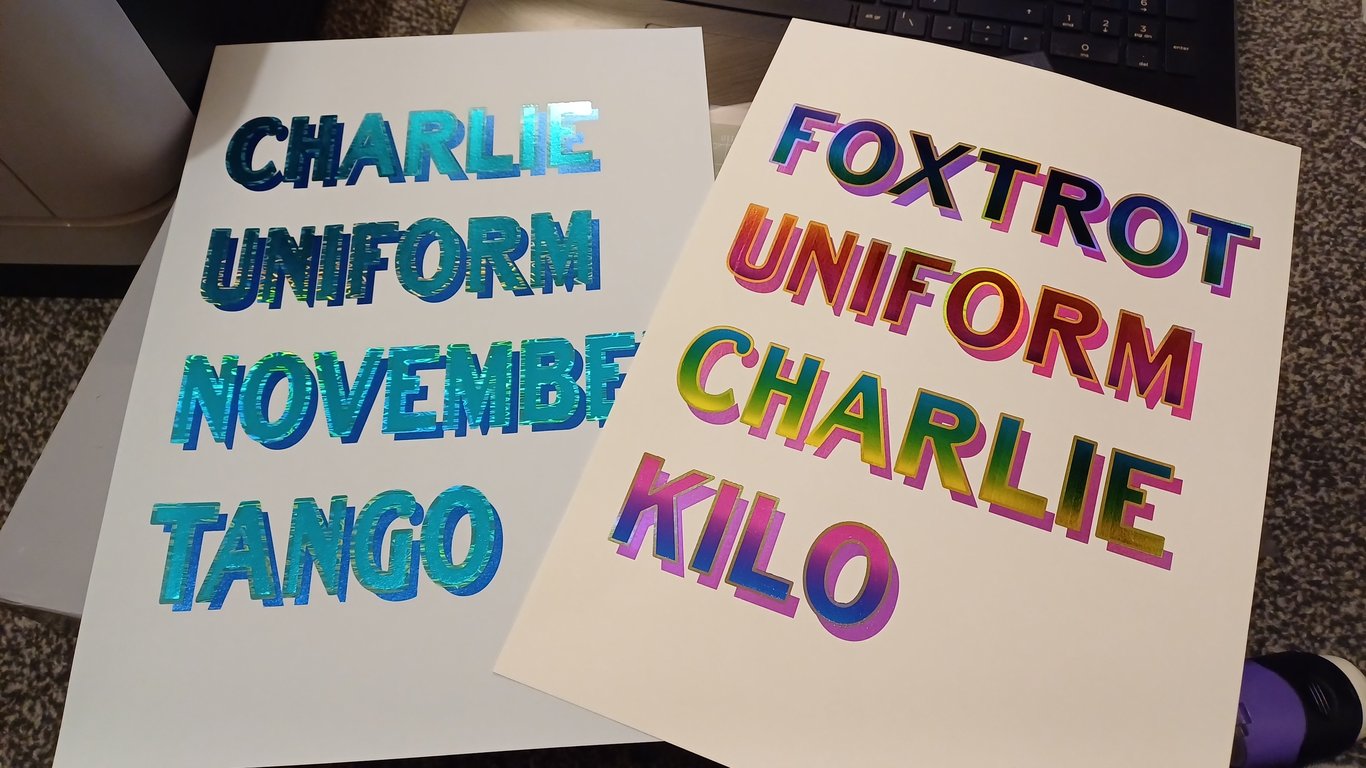 CHARLIE
UNIFORM
NOVEMBE
TANGO
FOXTROT
UNIFORM
CHARLIE
KILO